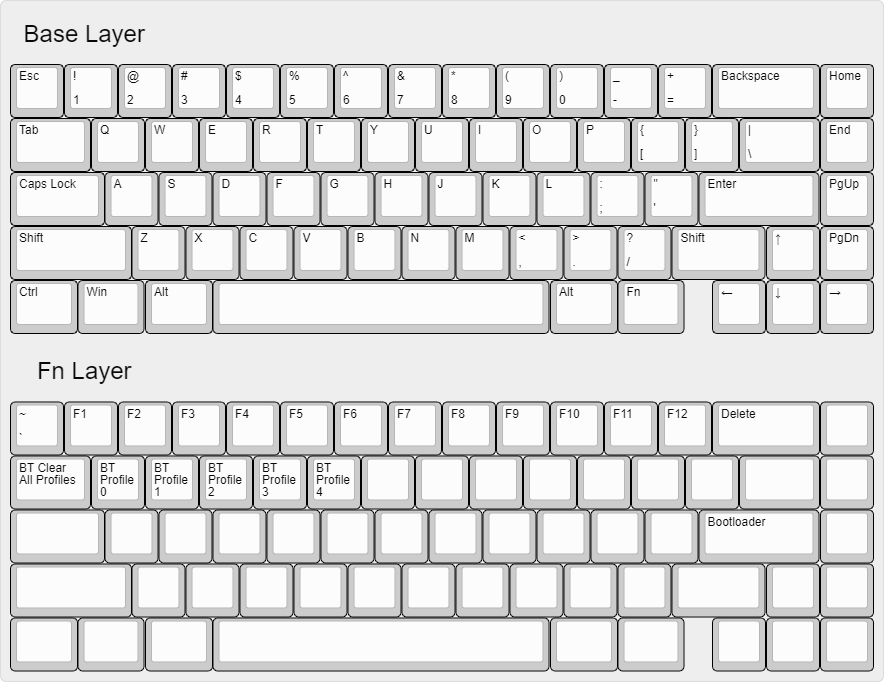 Base Layer
Esc ! @ # $ % ^ & * ( ) _ + Backspace Home
1 2 3 4 5 6 7 8 9 0 - =
Tab Q W E R T Y U I O P { } | End
[ ] \
Caps Lock A S D F G H J K L : " Enter PgUp
; '
Shift Z X C V B N M < > ? Shift ↑ PgDn
, . /
Ctrl Win Alt Alt Fn ← ↓ →
Fn Layer
~ F1 F2 F3 F4 F5 F6 F7 F8 F9 F10 F11 F12 Delete
`
BT Clear BT BT BT BT BT
All Profiles Profile Profile Profile Profile Profile
0 1 2 3 4
Bootloader